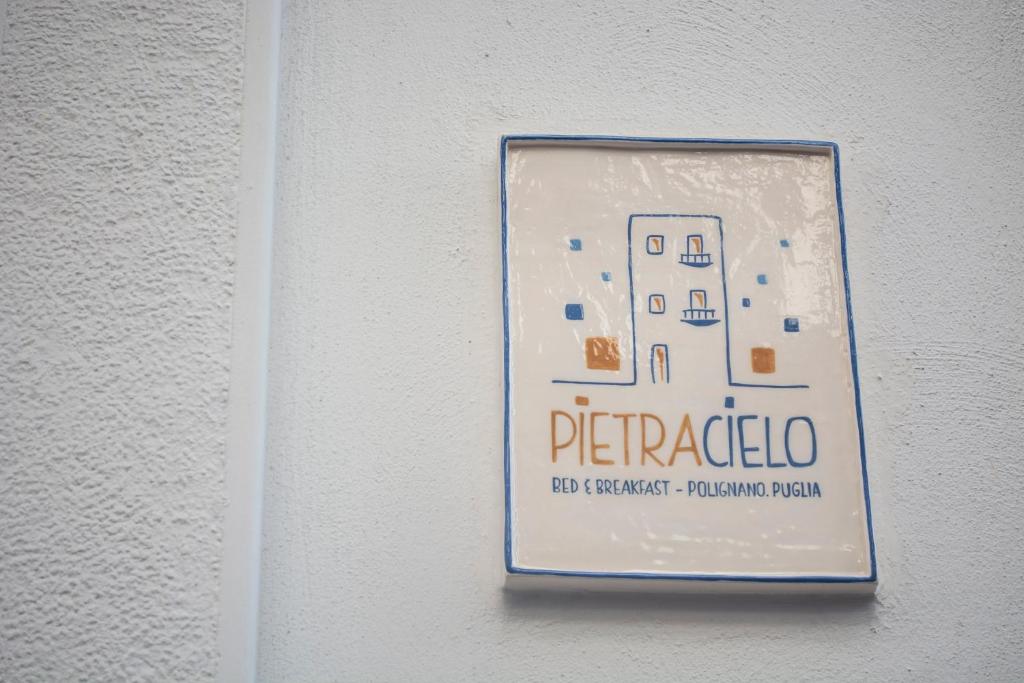 PIETRACIELO
BED & BREAKFAST - POLIGNANO. PUGLIA